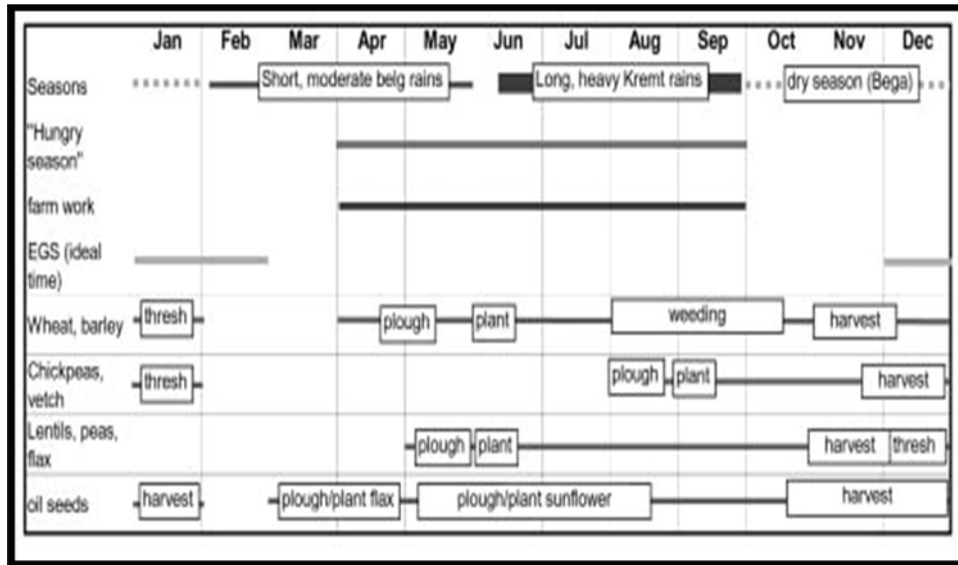 Jan Feb Mar Apr May Jun Jul Aug Sep Oct Nov Dec
Seasons Short, moderate belg rains Long, heavy Kremt rains dry season (Bega)
"Hungry
season"
farm work
EGS (ideal
time)
Wheat, barley thresh plough plant weeding harvest
Chickpeas,
vetch thresh plough plant harvest
Lentils, peas,
flax plough plant harvest thresh
oil seeds harvest plough/plant flax plough/plant sunflower harvest